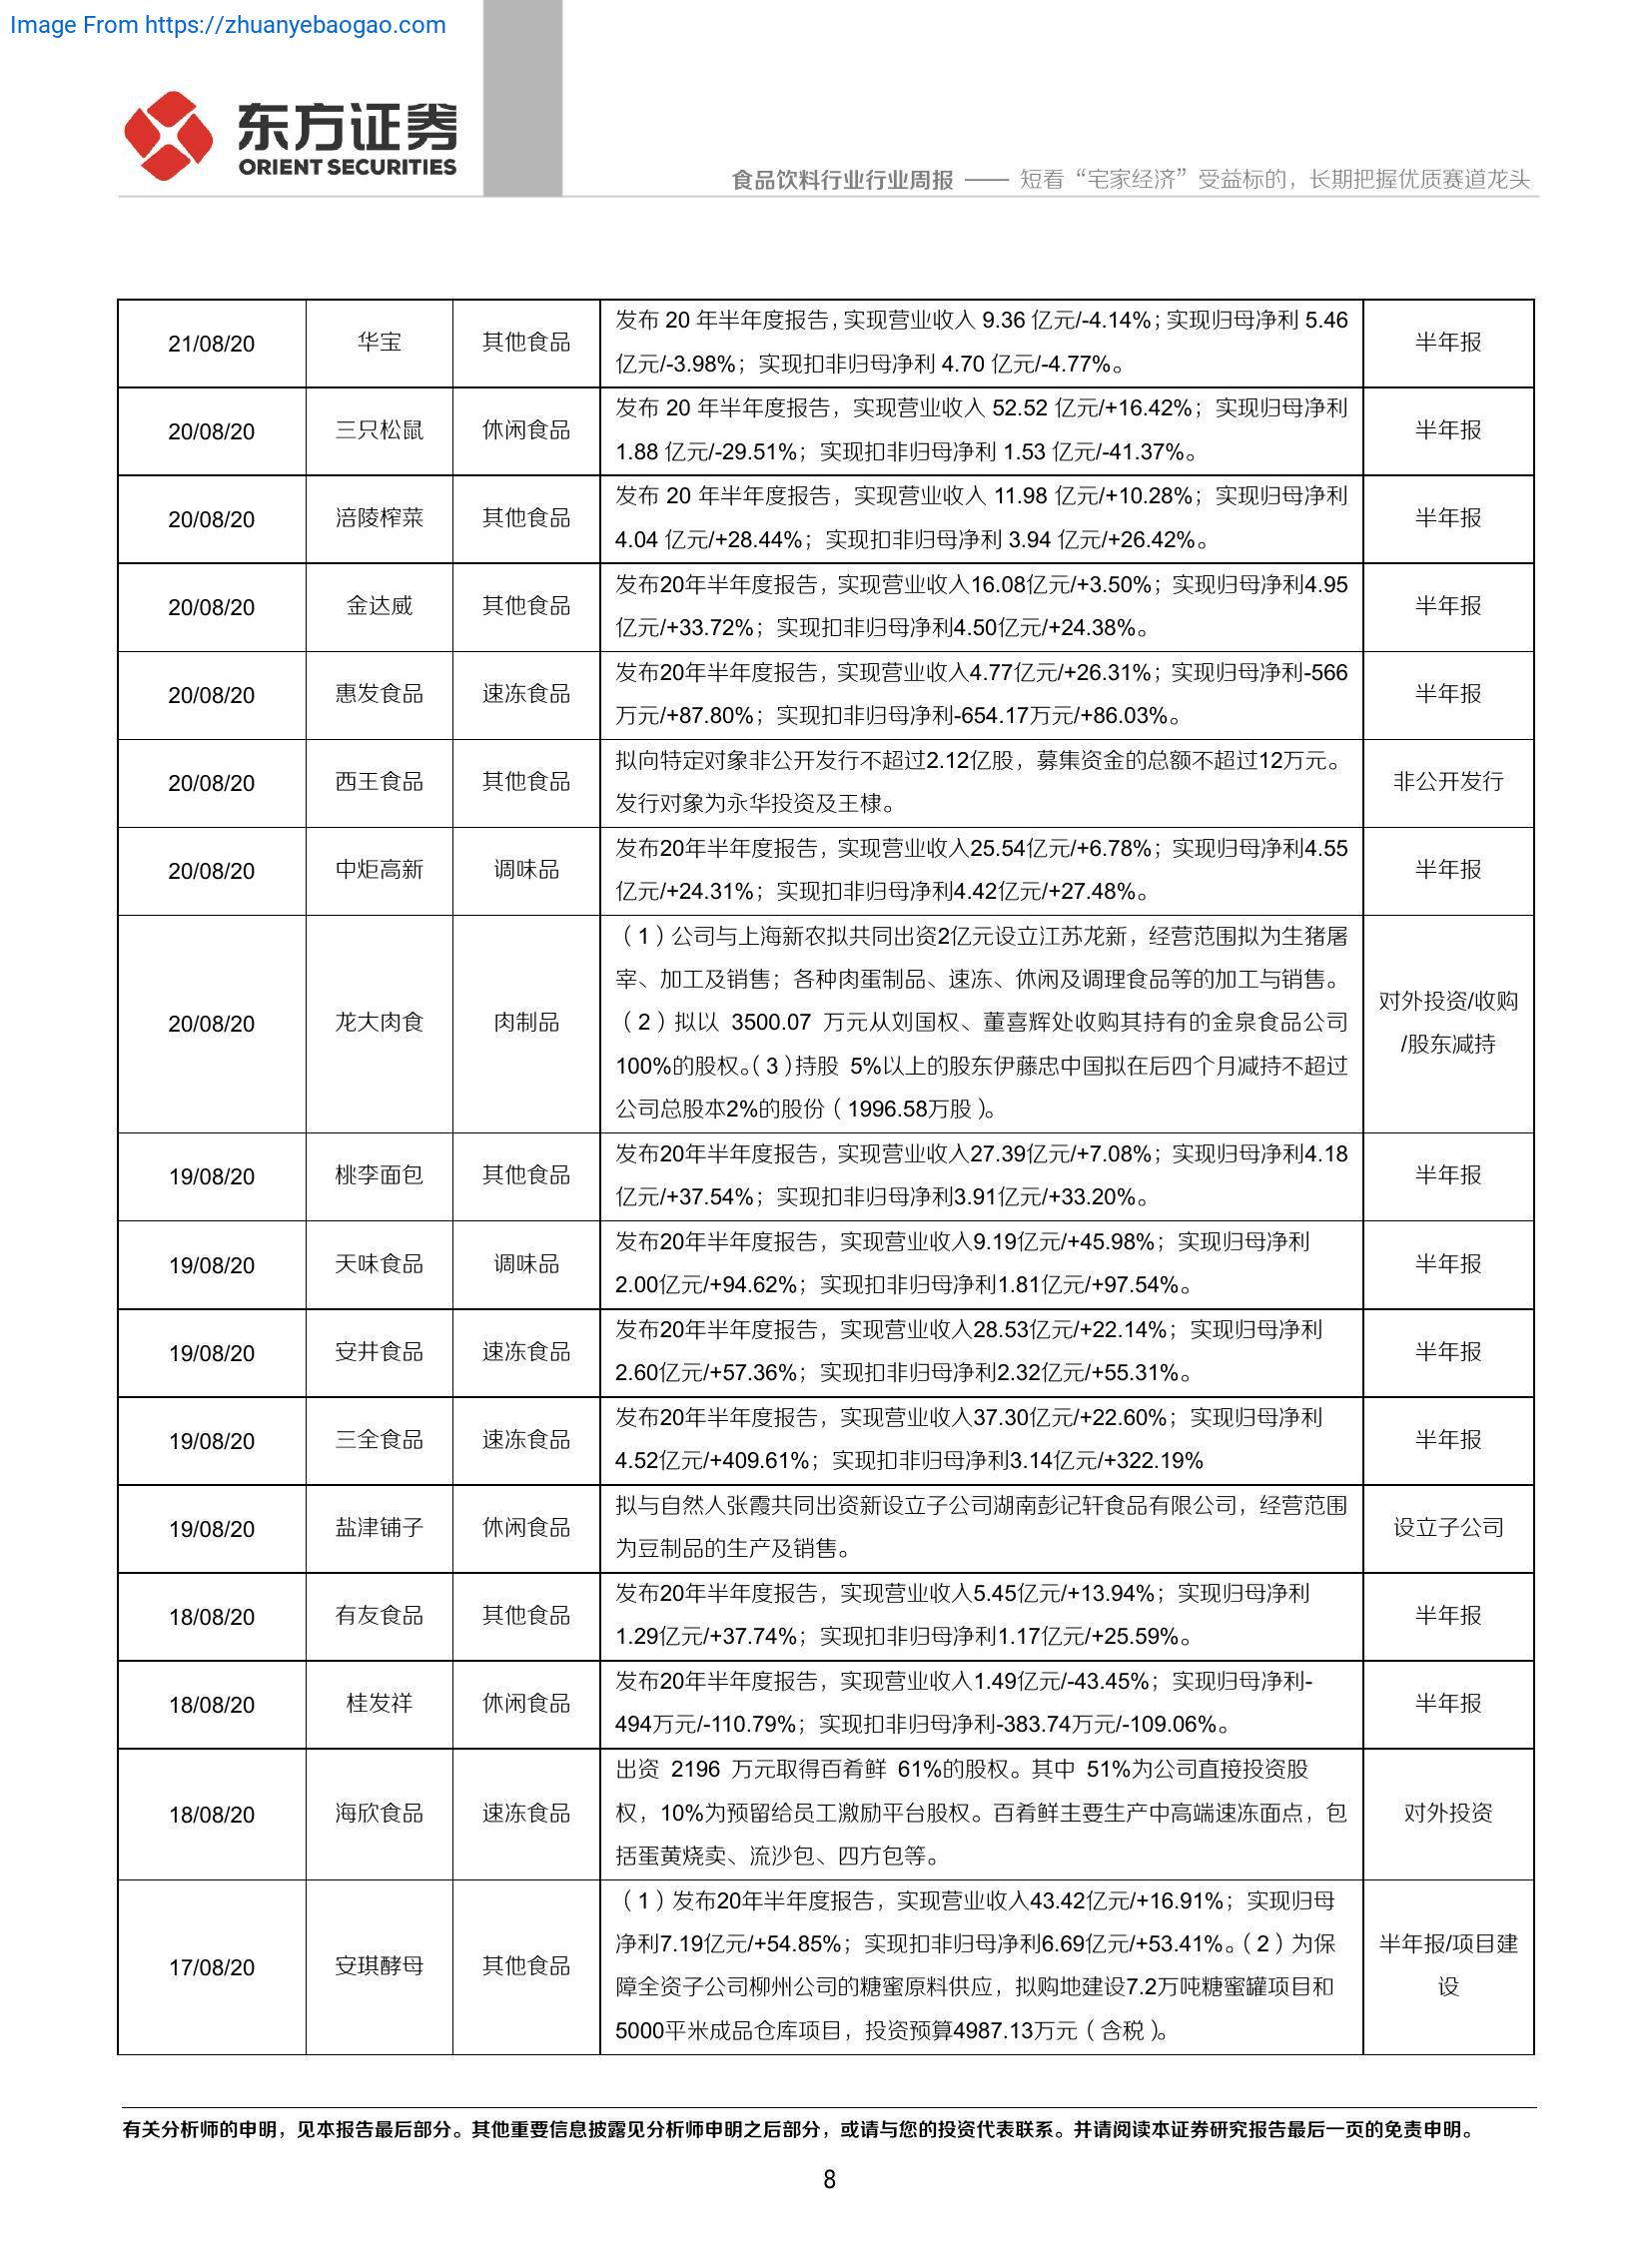 Image From https://zhuanyebaogao.com
东方证券
ORIENT SECURITIES
食品饮料行业行业周报 —— 短看“宅家经济”受益标的，长期把握优质赛道龙头
21/08/20 华宝 其他食品 发布 20 年半年度报告，实现营业收入 9.36 亿元/-4.14%；实现归母净利 5.46
亿元/-3.98%；实现扣非归母净利 4.70 亿元/-4.77%。 半年报
20/08/20 三只松鼠 休闲食品 发布 20 年半年度报告，实现营业收入 52.52 亿元/+16.42%；实现归母净利
1.88 亿元/-29.51%；实现扣非归母净利 1.53 亿元/-41.37%。 半年报
20/08/20 涪陵榨菜 其他食品 发布 20 年半年度报告，实现营业收入 11.98 亿元/+10.28%；实现归母净利
4.04 亿元/+28.44%；实现扣非归母净利 3.94 亿元/+26.42%。 半年报
20/08/20 金达威 其他食品 发布20年半年度报告，实现营业收入16.08亿元/+3.50%；实现归母净利4.95
亿元/+33.72%；实现扣非归母净利4.50亿元/+24.38%。 半年报
20/08/20 惠发食品 速冻食品 发布20年半年度报告，实现营业收入4.77亿元/+26.31%；实现归母净利-566
万元/+87.80%；实现扣非归母净利-654.17万元/+86.03%。 半年报
20/08/20 西王食品 其他食品 拟向特定对象非公开发行不超过2.12亿股，募集资金的总额不超过12万元。
发行对象为永华投资及王棣。 非公开发行
20/08/20 中炬高新 调味品 发布20年半年度报告，实现营业收入25.54亿元/+6.78%；实现归母净利4.55
亿元/+24.31%；实现扣非归母净利4.42亿元/+27.48%。 半年报
20/08/20 龙大肉食 肉制品 （1）公司与上海新农拟共同出资2亿元设立江苏龙新，经营范围拟为生猪屠
宰、加工及销售；各种肉蛋制品、速冻、休闲及调理食品等的加工与销售。
（2）拟以 3500.07 万元从刘国权、董喜辉处收购其持有的金泉食品公司
100%的股权。（3）持股 5%以上的股东伊藤忠中国拟在后四个月减持不超过
公司总股本2%的股份（1996.58万股）。 对外投资/收购
/股东减持
19/08/20 桃李面包 其他食品 发布20年半年度报告，实现营业收入27.39亿元/+7.08%；实现归母净利4.18
亿元/+37.54%；实现扣非归母净利3.91亿元/+33.20%。 半年报
19/08/20 天味食品 调味品 发布20年半年度报告，实现营业收入9.19亿元/+45.98%；实现归母净利
2.00亿元/+94.62%；实现扣非归母净利1.81亿元/+97.54%。 半年报
19/08/20 安井食品 速冻食品 发布20年半年度报告，实现营业收入28.53亿元/+22.14%；实现归母净利
2.60亿元/+57.36%；实现扣非归母净利2.32亿元/+55.31%。 半年报
19/08/20 三全食品 速冻食品 发布20年半年度报告，实现营业收入37.30亿元/+22.60%；实现归母净利
4.52亿元/+409.61%；实现扣非归母净利3.14亿元/+322.19% 半年报
19/08/20 盐津铺子 休闲食品 拟与自然人张霞共同出资新设立子公司湖南彭记轩食品有限公司，经营范围
为豆制品的生产及销售。 设立子公司
18/08/20 有友食品 其他食品 发布20年半年度报告，实现营业收入5.45亿元/+13.94%；实现归母净利
1.29亿元/+37.74%；实现扣非归母净利1.17亿元/+25.59%。 半年报
18/08/20 桂发祥 休闲食品 发布20年半年度报告，实现营业收入1.49亿元/-43.45%；实现归母净利-
494万元/-110.79%；实现扣非归母净利-383.74万元/-109.06%。 半年报
18/08/20 海欣食品 速冻食品 出资 2196 万元取得百肴鲜 61%的股权。其中 51%为公司直接投资股
权，10%为预留给员工激励平台股权。百肴鲜主要生产中高端速冻面点，包
括蛋黄烧卖、流沙包、四方包等。 对外投资
17/08/20 安琪酵母 其他食品 （1）发布20年半年度报告，实现营业收入43.42亿元/+16.91%；实现归母
净利7.19亿元/+54.85%；实现扣非归母净利6.69亿元/+53.41%。（2）为保
障全资子公司柳州公司的糖蜜原料供应，拟购地建设7.2万吨糖蜜罐项目和
5000平米成品仓库项目，投资预算4987.13万元（含税）。 半年报/项目建
设
有关分析师的申明，见本报告最后部分。其他重要信息披露见分析师申明之后部分，或请与您的投资代表联系。并请阅读本证券研究报告最后一页的免责申明。
8